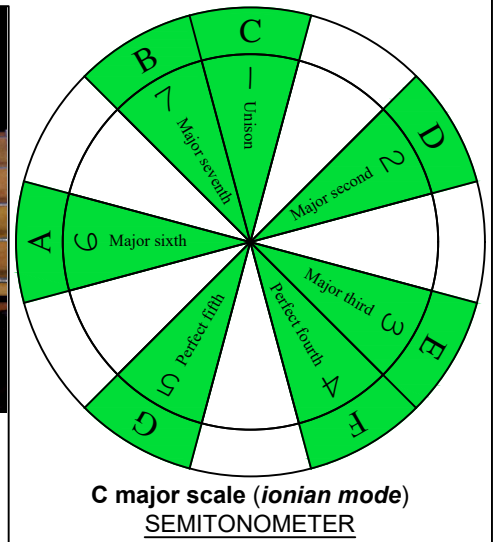 C
1 Unison
D
2 Major second
E
3 Major third
F
4 Perfect fourth
G
5 Perfect fifth
A
6 Major sixth
B
7 Major seventh
C major scale (ionian mode)
SEMITONOMETER